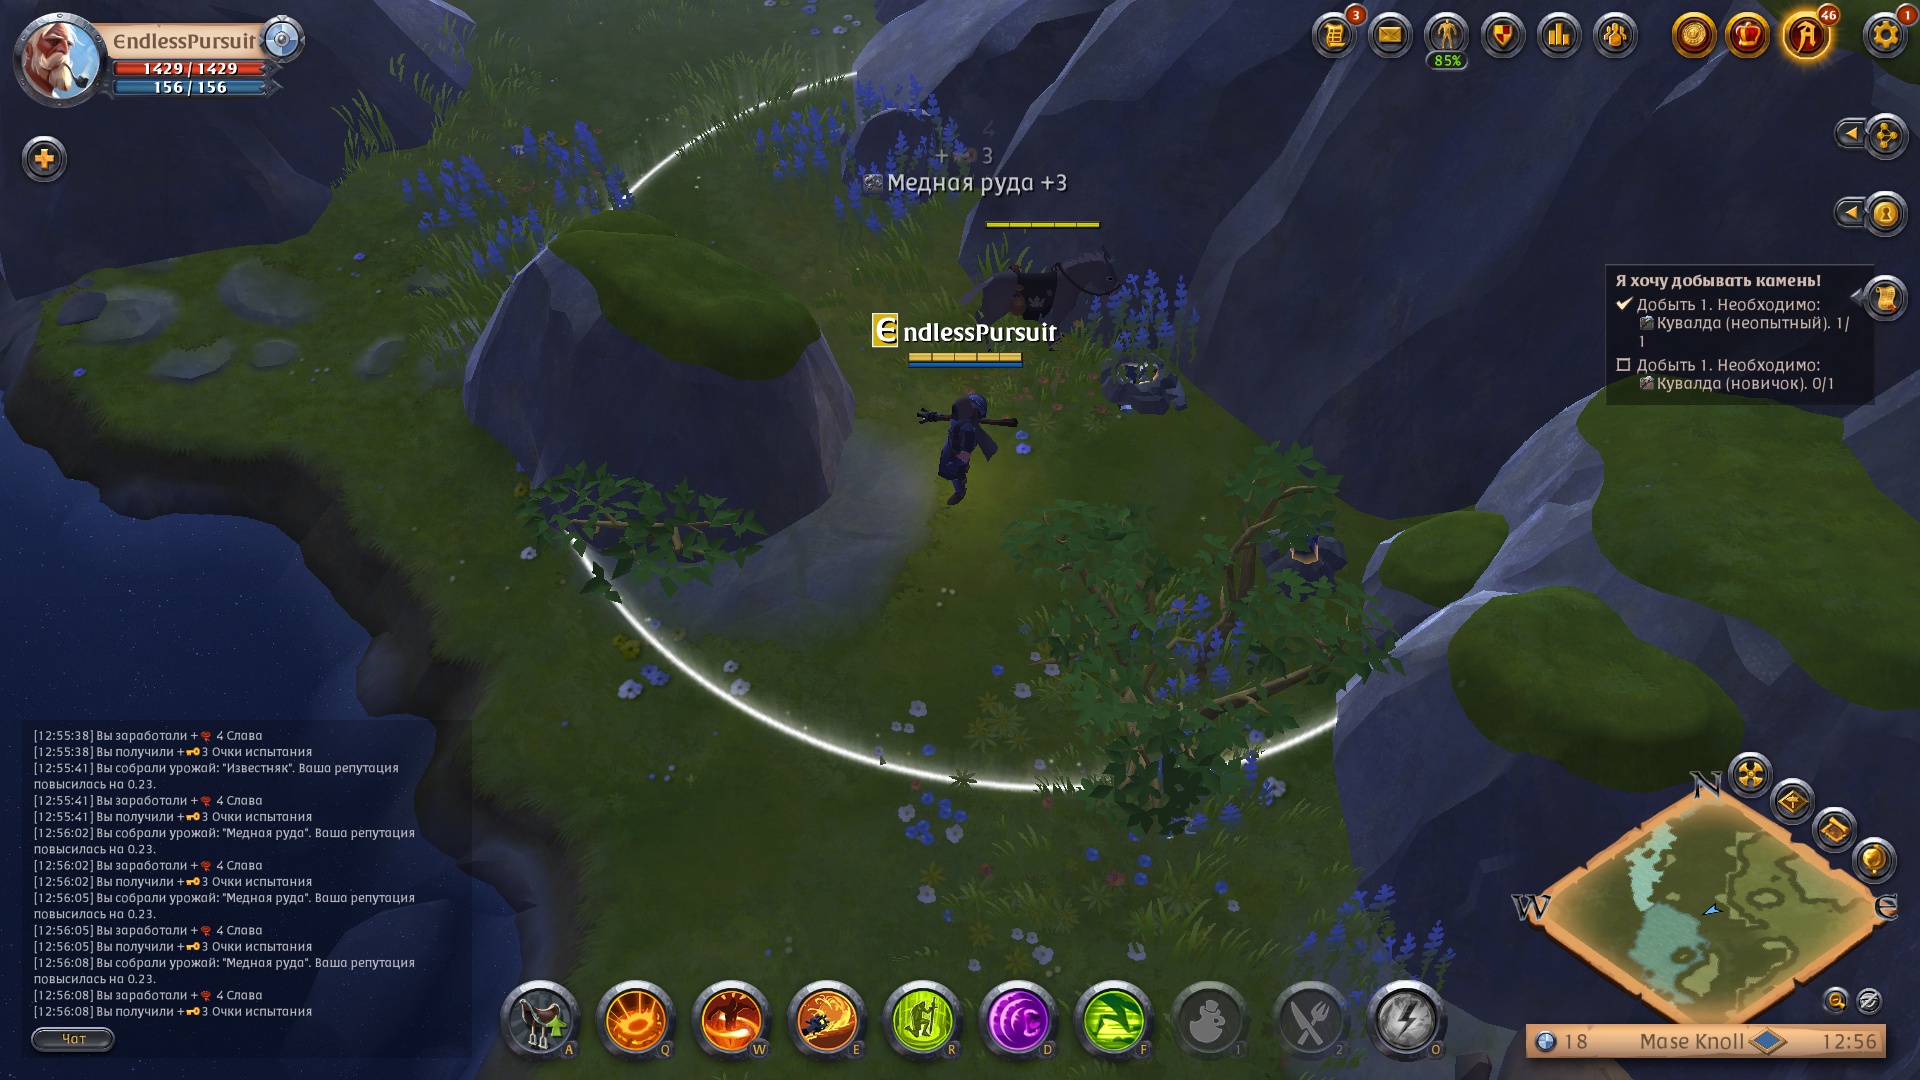 EndlessPursuit
1429 / 1429
156 / 156
3
85%
46
1
4
+ 3
Медная руда +3
EndlessPursuit
Я хочу добывать камень!
Добыть 1. Необходимо:
Кувалда (неопытный). 1/
1
Добыть 1. Необходимо:
Кувалда (новичок). 0/1
[12:55:38] Вы заработали + 4 Слава
[12:55:38] Вы получили + 3 Очки испытания
[12:55:41] Вы собрали урожай: "Известняк". Ваша репутация
повысилась на 0.23.
[12:55:41] Вы заработали + 4 Слава
[12:55:41] Вы получили + 3 Очки испытания
[12:56:02] Вы собрали урожай: "Медная руда". Ваша репутация
повысилась на 0.23.
[12:56:02] Вы заработали + 4 Слава
[12:56:02] Вы получили + 3 Очки испытания
[12:56:05] Вы собрали урожай: "Медная руда". Ваша репутация
повысилась на 0.23.
[12:56:05] Вы заработали + 4 Слава
[12:56:05] Вы получили + 3 Очки испытания
[12:56:08] Вы собрали урожай: "Медная руда". Ваша репутация
повысилась на 0.23.
[12:56:08] Вы заработали + 4 Слава
[12:56:08] Вы получили + 3 Очки испытания
Чат
A Q W E R D F 1 2 O
N
W E
18 Mase Knoll 12:56